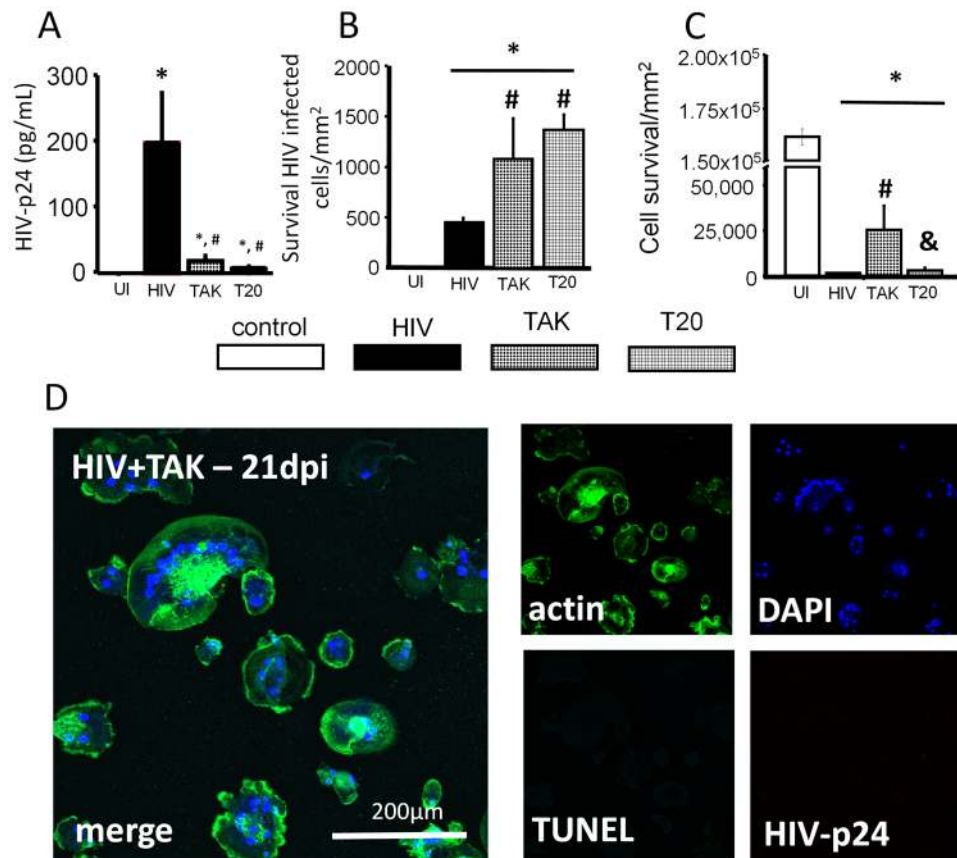 A
HIV-p24 (pg/mL)
300
200
100
0
*
*, #
*, #
UI HIV TAK T20
B
Survival HIV infected
cells/mm²
2000
1500
1000
500
0
*
# #
UI HIV TAK T20
C
Cell survival/mm²
2.00x10⁵
1.75x10⁵
1.50x10⁵
50,000
25,000
0
*
#
&
UI HIV TAK T20
control HIV TAK T20
D
HIV+TAK – 21dpi
merge
200µm
actin
DAPI
TUNEL
HIV-p24